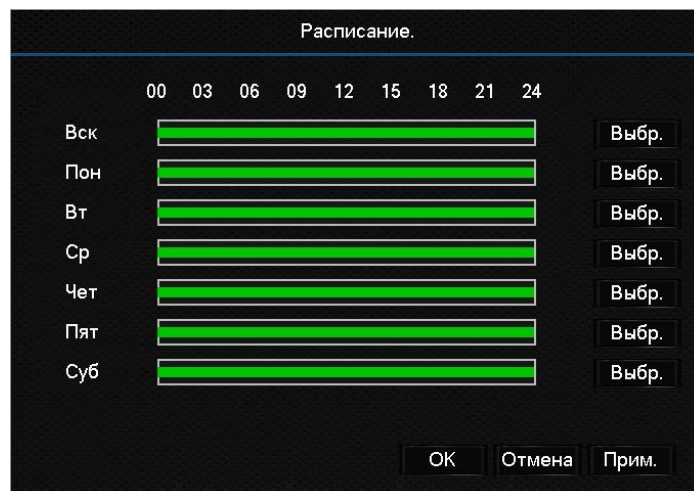 Расписание.
00 03 06 09 12 15 18 21 24
Вск Выбр.
Пон Выбр.
Вт Выбр.
Ср Выбр.
Чет Выбр.
Пят Выбр.
Суб Выбр.
OK Отмена Прим.